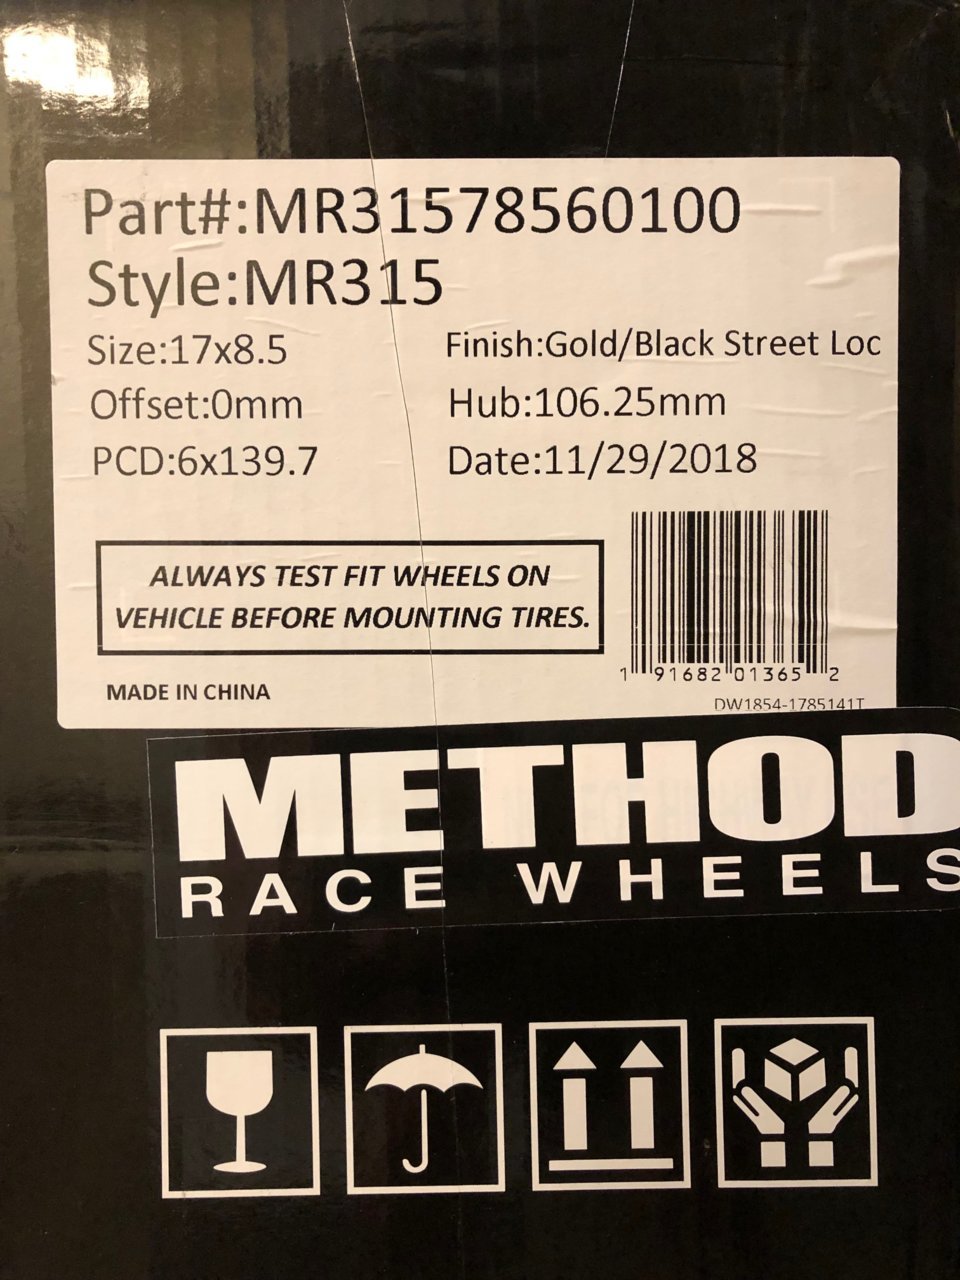 Part#:MR31578560100
Style:MR315
Size:17x8.5 Finish:Gold/Black Street Loc
Offset:0mm Hub:106.25mm
PCD:6x139.7 Date:11/29/2018
ALWAYS TEST FIT WHEELS ON
VEHICLE BEFORE MOUNTING TIRES.
1 91682 01365 2
MADE IN CHINA
DW1854-1785141T
METHOD
RACE WHEELS